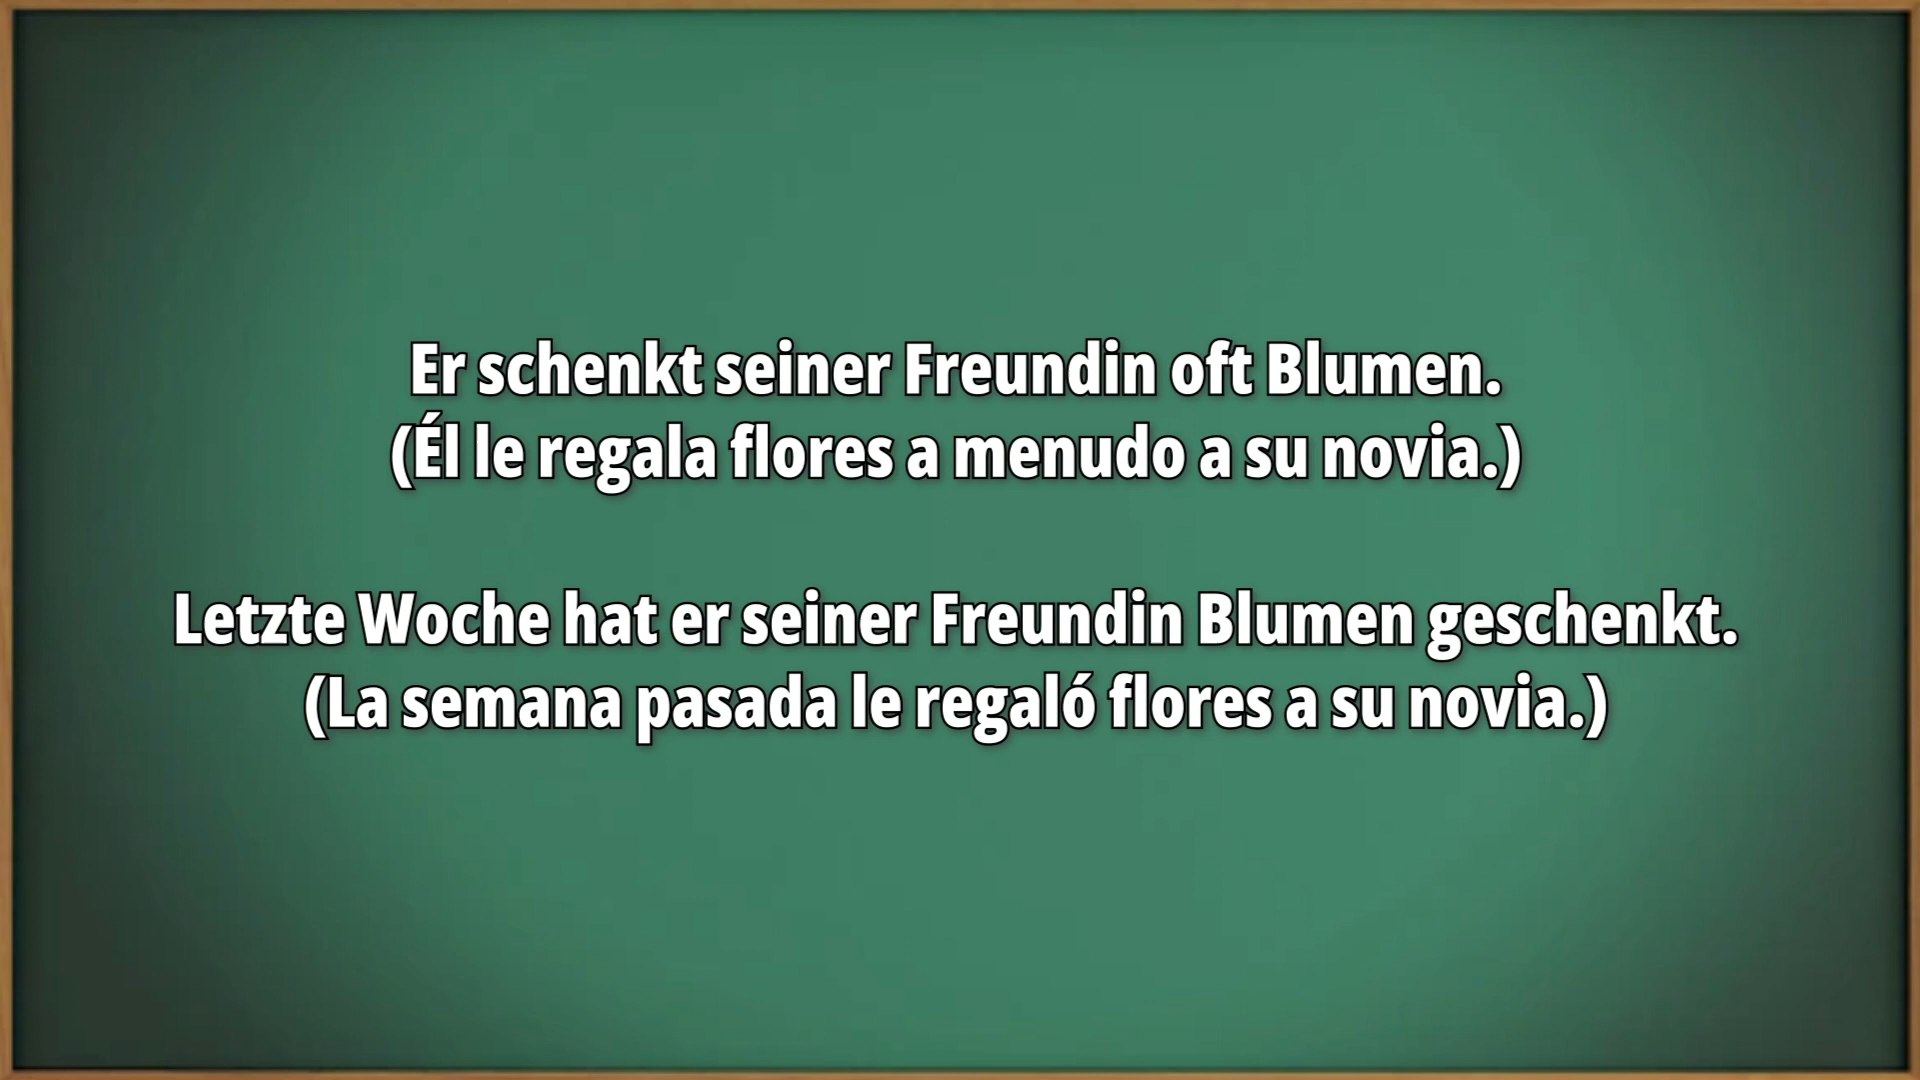 Er schenkt seiner Freundin oft Blumen.
(Él le regala flores a menudo a su novia.)
Letzte Woche hat er seiner Freundin Blumen geschenkt.
(La semana pasada le regaló flores a su novia.)